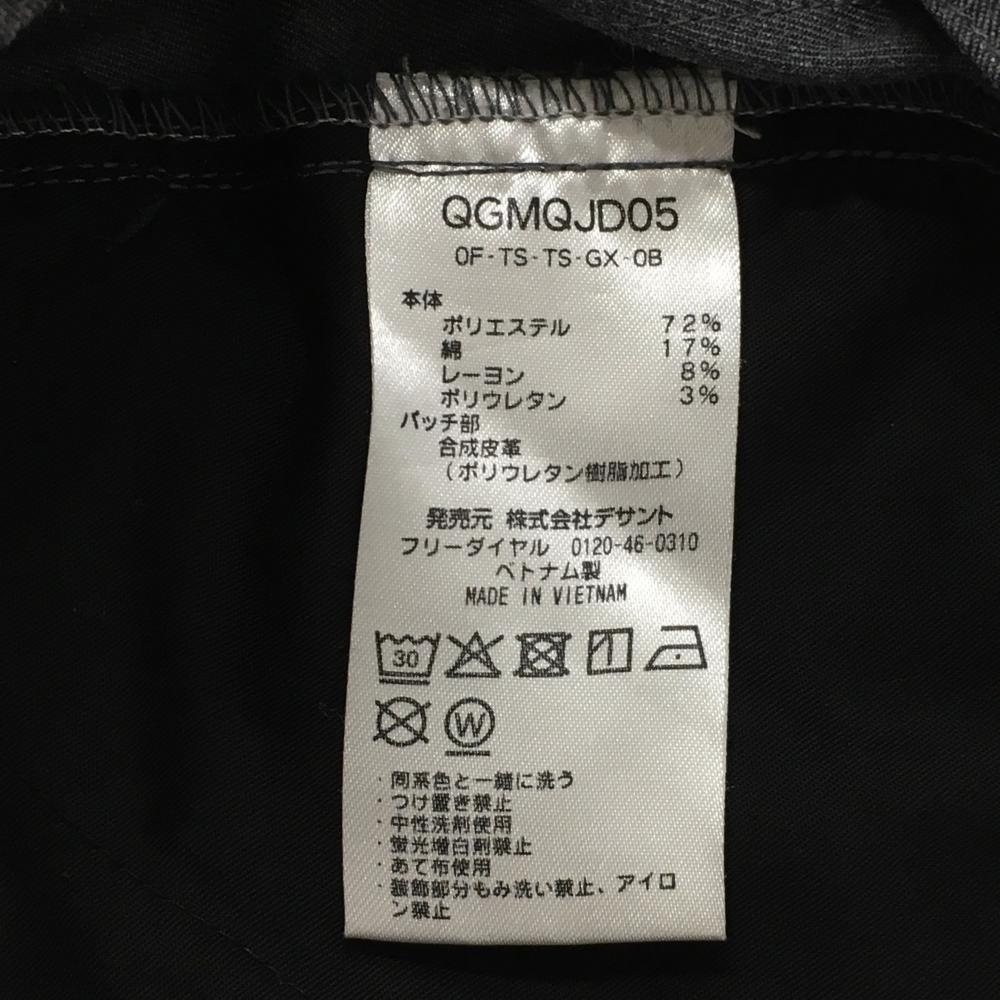 QGMQJD05
OF-TS-TS-GX-0B
本体
ポリエステル 72%
綿 17%
レーヨン 8%
ポリウレタン 3%
パッチ部
合成皮革
(ポリウレタン樹脂加工)
発売元 株式会社デサント
フリーダイヤル 0120-46-0310
ベトナム製
MADE IN VIETNAM
30
W
・同系色と一緒に洗う
・つけ置き禁止
・中性洗剤使用
・蛍光増白剤禁止
・あて布使用
・装飾部分もみ洗い禁止、アイロ
ン禁止